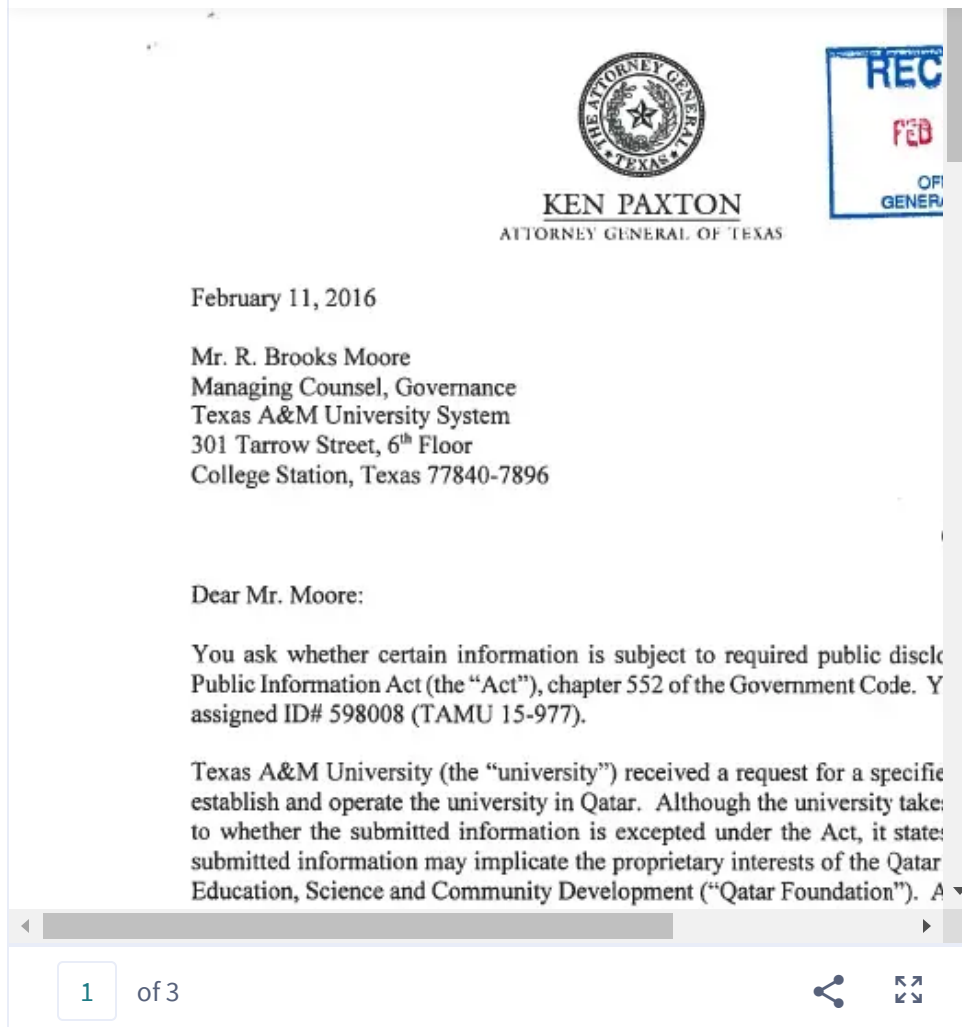 THE ATTORNEY GENERAL
★ TEXAS ★
REC
FEB
OF
GENER
KEN PAXTON
ATTORNEY GENERAL OF TEXAS
February 11, 2016
Mr. R. Brooks Moore
Managing Counsel, Governance
Texas A&M University System
301 Tarrow Street, 6th Floor
College Station, Texas 77840-7896
Dear Mr. Moore:
You ask whether certain information is subject to required public discl
Public Information Act (the “Act”), chapter 552 of the Government Code. Y
assigned ID# 598008 (TAMU 15-977).
Texas A&M University (the “university”) received a request for a specifie
establish and operate the university in Qatar. Although the university take
to whether the submitted information is excepted under the Act, it state
submitted information may implicate the proprietary interests of the Qatar
Education, Science and Community Development (“Qatar Foundation”). A
1 of 3